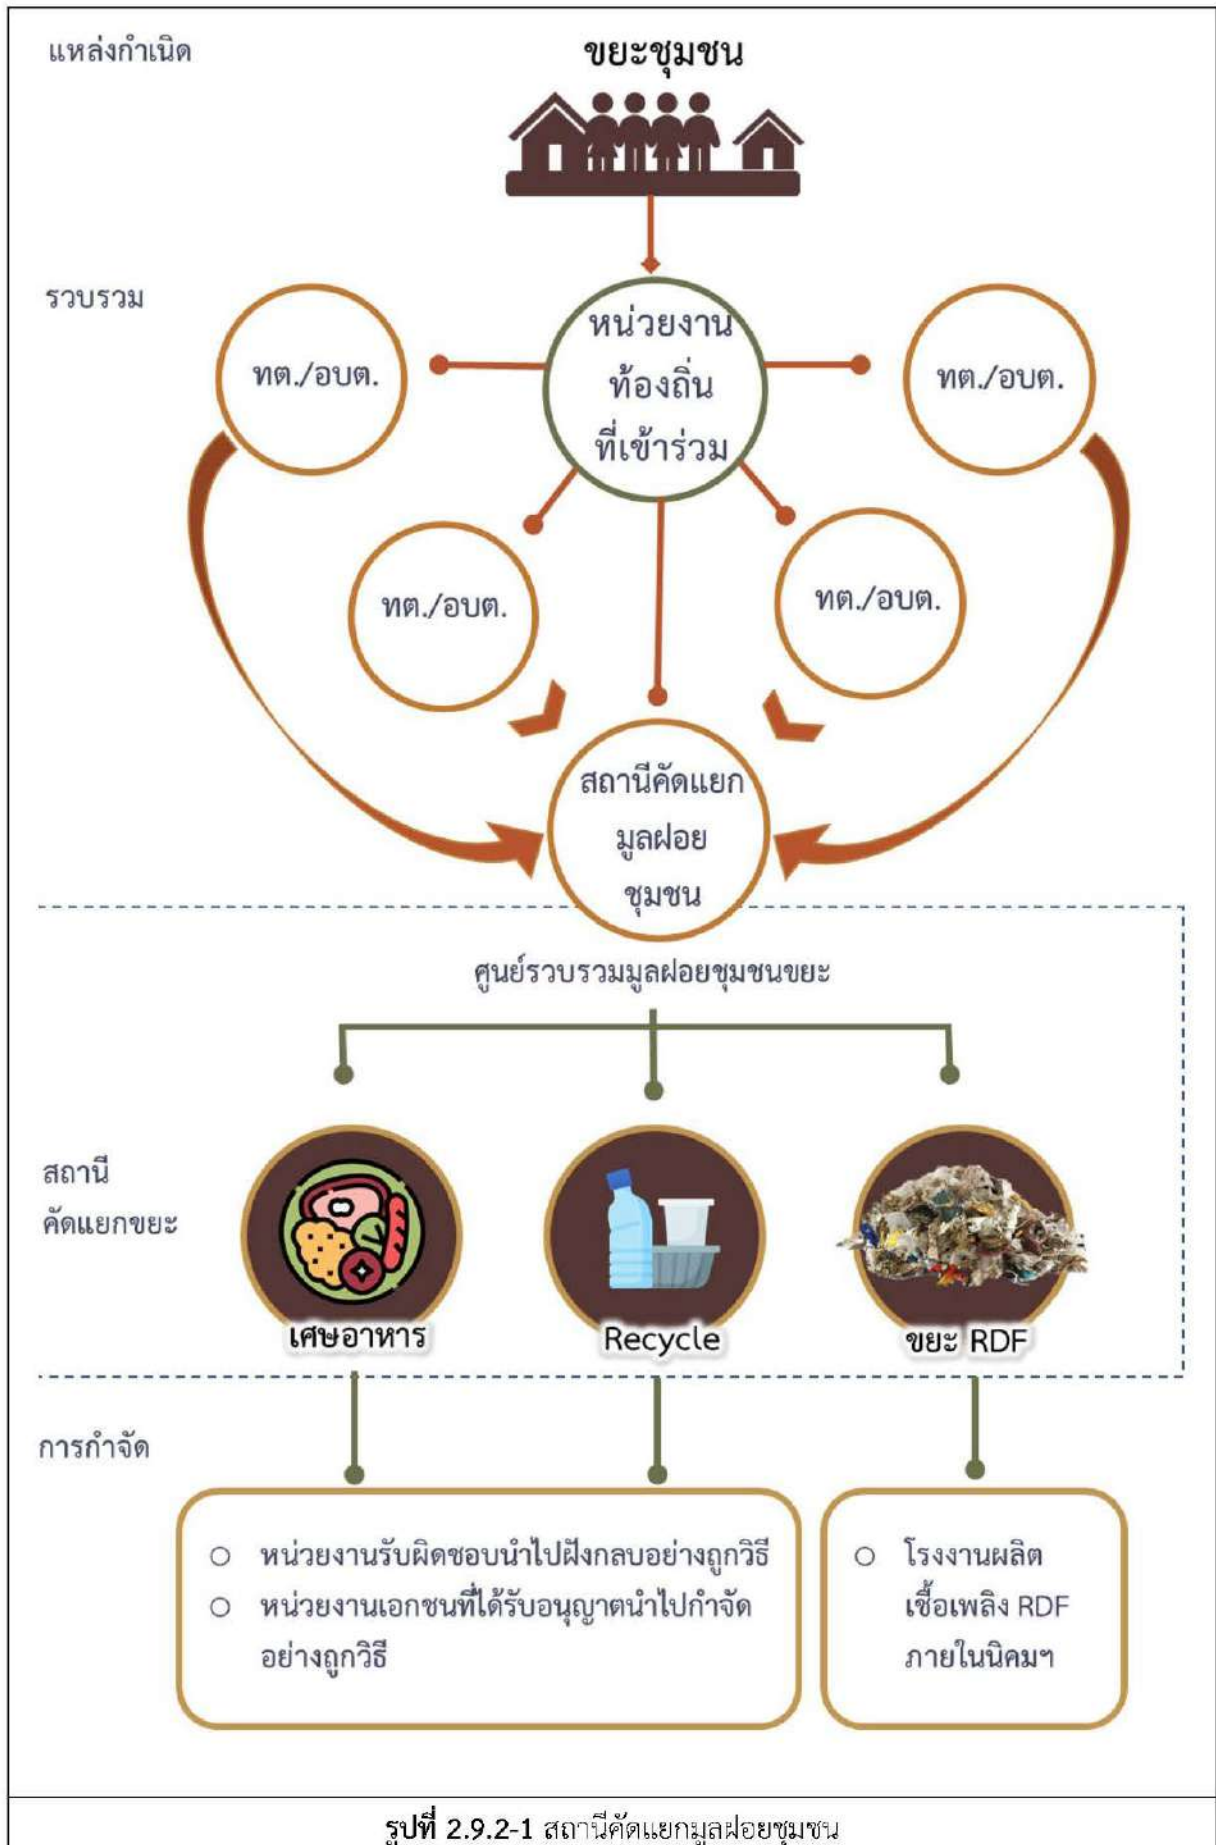 แหล่งกำเนิด
ขยะชุมชน
รวบรวม
หน่วยงาน
ท้องถิ่น
ที่เข้าร่วม
ทต./อบต.
ทต./อบต.
ทต./อบต.
ทต./อบต.
สถานีคัดแยก
มูลฝอย
ชุมชน
ศูนย์รวบรวมมูลฝอยชุมชนขยะ
สถานี
คัดแยกขยะ
เศษอาหาร
Recycle
ขยะ RDF
การกำจัด
○ หน่วยงานรับผิดชอบนำไปฝังกลบอย่างถูกวิธี
○ หน่วยงานเอกชนที่ได้รับอนุญาตนำไปกำจัด
อย่างถูกวิธี
○ โรงงานผลิต
เชื้อเพลิง RDF
ภายในนิคมฯ
รูปที่ 2.9.2-1 สถานีคัดแยกมูลฝอยชุมชน